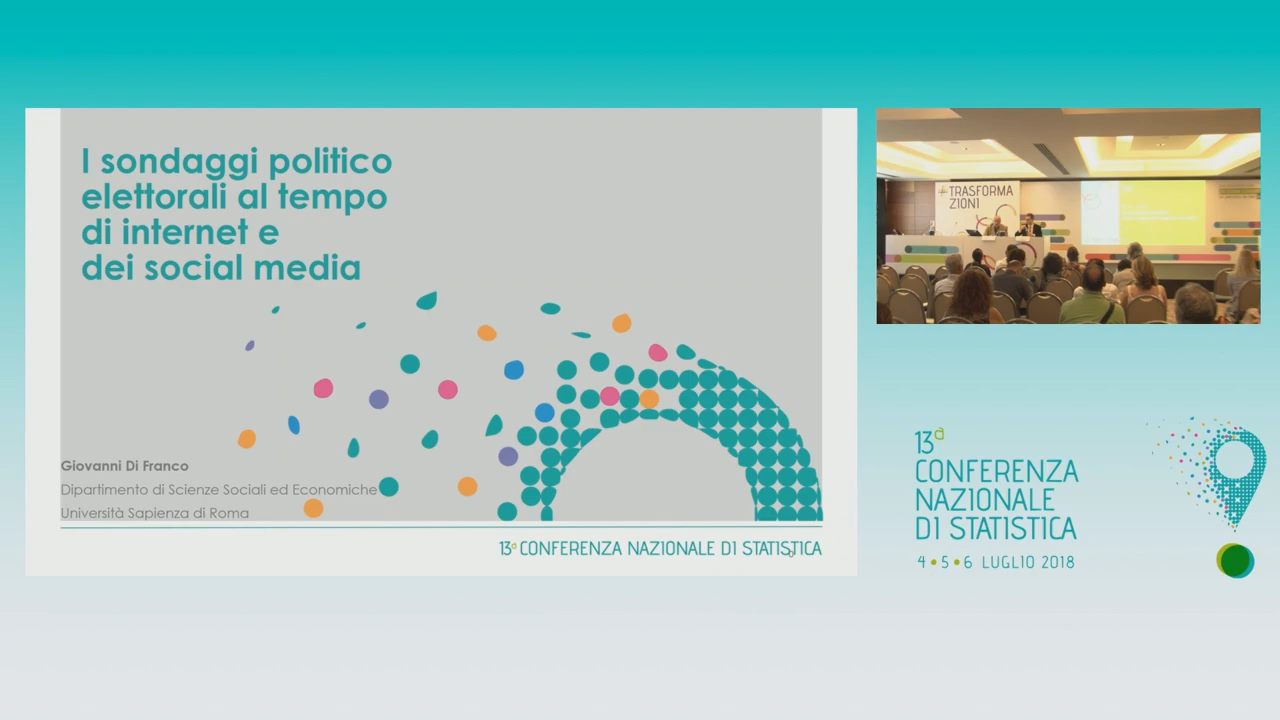 I sondaggi politico
elettorali al tempo
di internet e
dei social media
Giovanni Di Franco
Dipartimento di Scienze Sociali ed Economiche
Università Sapienza di Roma
13a CONFERENZA NAZIONALE DI STATISTICA
TRASFORMA
ZIONI
13a
CONFERENZA
NAZIONALE
DI STATISTICA
4 • 5 • 6 LUGLIO 2018